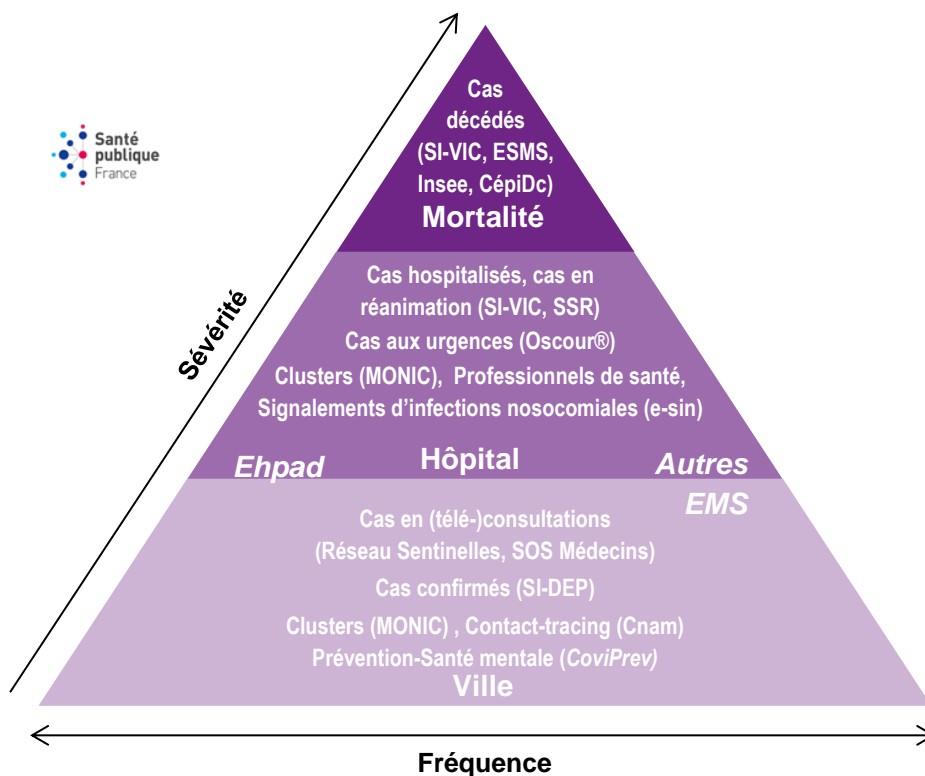 Santé
publique
France
Cas
décédés
(SI-VIC, ESMS,
Insee, CépiDc)
Mortalité
Sévérité
Cas hospitalisés, cas en
réanimation (SI-VIC, SSR)
Cas aux urgences (Oscour®)
Clusters (MONIC), Professionnels de santé,
Signalements d’infections nosocomiales (e-sin)
Ehpad
Hôpital
Autres
EMS
Cas en (télé-)consultations
(Réseau Sentinelles, SOS Médecins)
Cas confirmés (SI-DEP)
Clusters (MONIC) , Contact-tracing (Cnam)
Prévention-Santé mentale (CoviPrev)
Ville
Fréquence